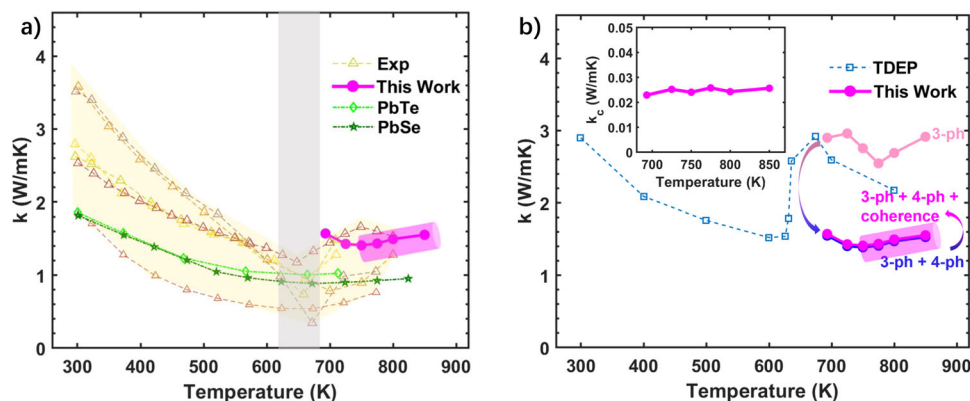 a)
k (W/mK)
4
3
2
1
0
300 400 500 600 700 800 900
Temperature (K)
Exp
This Work
PbTe
PbSe
b)
k (W/mK)
4
3
2
1
0
300 400 500 600 700 800 900
Temperature (K)
k_c (W/mK)
0.05
0.04
0.03
0.02
0.01
0.00
700 750 800 850
Temperature (K)
TDEP
This Work
3-ph
3-ph + 4-ph +
coherence
3-ph + 4-ph